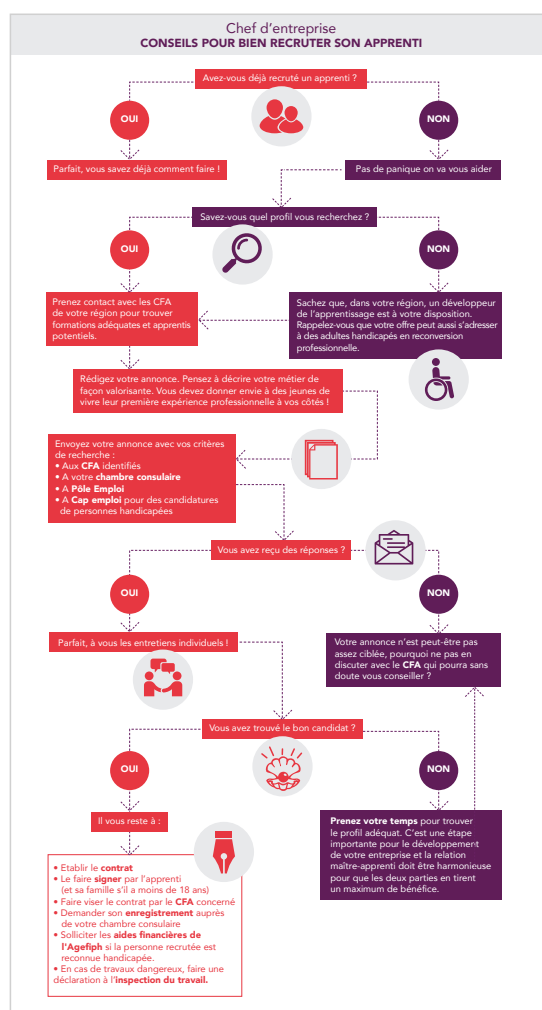 Chef d'entreprise
CONSEILS POUR BIEN RECRUTER SON APPRENTI
Avez-vous déjà recruté un apprenti ?
OUI
NON
Parfait, vous savez déjà comment faire !
Pas de panique on va vous aider
Savez-vous quel profil vous recherchez ?
OUI
NON
Prenez contact avec les CFA
de votre région pour trouver
formations adéquates et apprentis
potentiels.
Sachez que, dans votre région, un développeur
de l'apprentissage est à votre disposition.
Rappelez-vous que votre offre peut aussi s'adresser
à des adultes handicapés en reconversion
professionnelle.
Rédigez votre annonce. Pensez à décrire votre métier de
façon valorisante. Vous devez donner envie à des jeunes de
vivre leur première expérience professionnelle à vos côtés !
Envoyez votre annonce avec vos critères
de recherche :
• Aux CFA identifiés
• A votre chambre consulaire
• A Pôle Emploi
• A Cap emploi pour des candidatures
de personnes handicapées
Vous avez reçu des réponses ?
OUI
NON
Parfait, à vous les entretiens individuels !
Votre annonce n'est peut-être pas
assez ciblée, pourquoi ne pas en
discuter avec le CFA qui pourra sans
doute vous conseiller ?
Vous avez trouvé le bon candidat ?
OUI
NON
Il vous reste à :
Prenez votre temps pour trouver
le profil adéquat. C'est une étape
importante pour le développement
de votre entreprise et la relation
maître-apprenti doit être harmonieuse
pour que les deux parties en tirent
un maximum de bénéfice.
• Etablir le contrat
• Le faire signer par l'apprenti
(et sa famille s'il a moins de 18 ans)
• Faire viser le contrat par le CFA concerné
• Demander son enregistrement auprès
de votre chambre consulaire
• Solliciter les aides financières de
l'Agefiph si la personne recrutée est
reconnue handicapée.
• En cas de travaux dangereux, faire une
déclaration à l'inspection du travail.